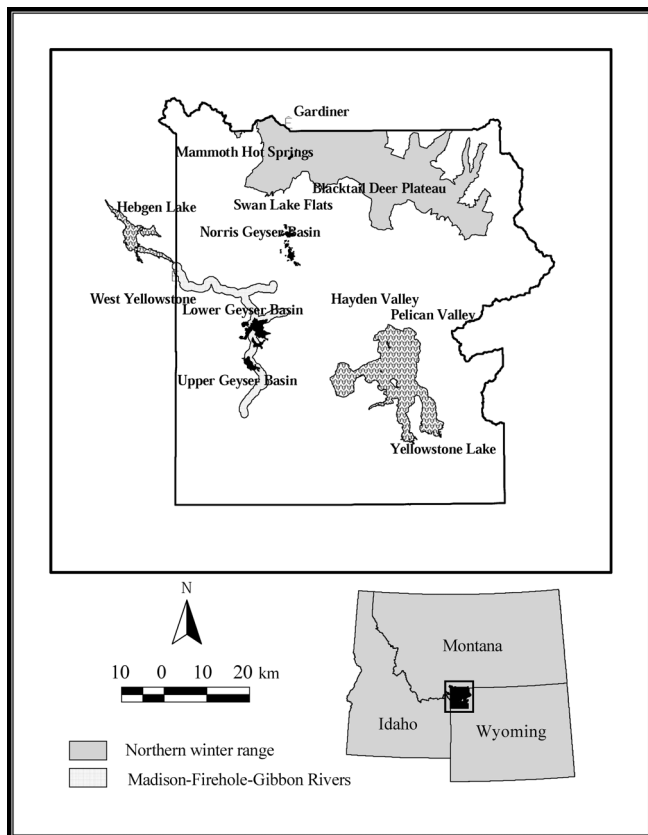 Gardiner
Mammoth Hot Springs
Blacktail Deer Plateau
Swan Lake Flats
Hebgen Lake
Norris Geyser Basin
West Yellowstone
Hayden Valley
Lower Geyser Basin
Pelican Valley
Upper Geyser Basin
Yellowstone Lake
N
10 0 10 20 km
Montana
Idaho
Wyoming
Northern winter range
Madison-Firehole-Gibbon Rivers